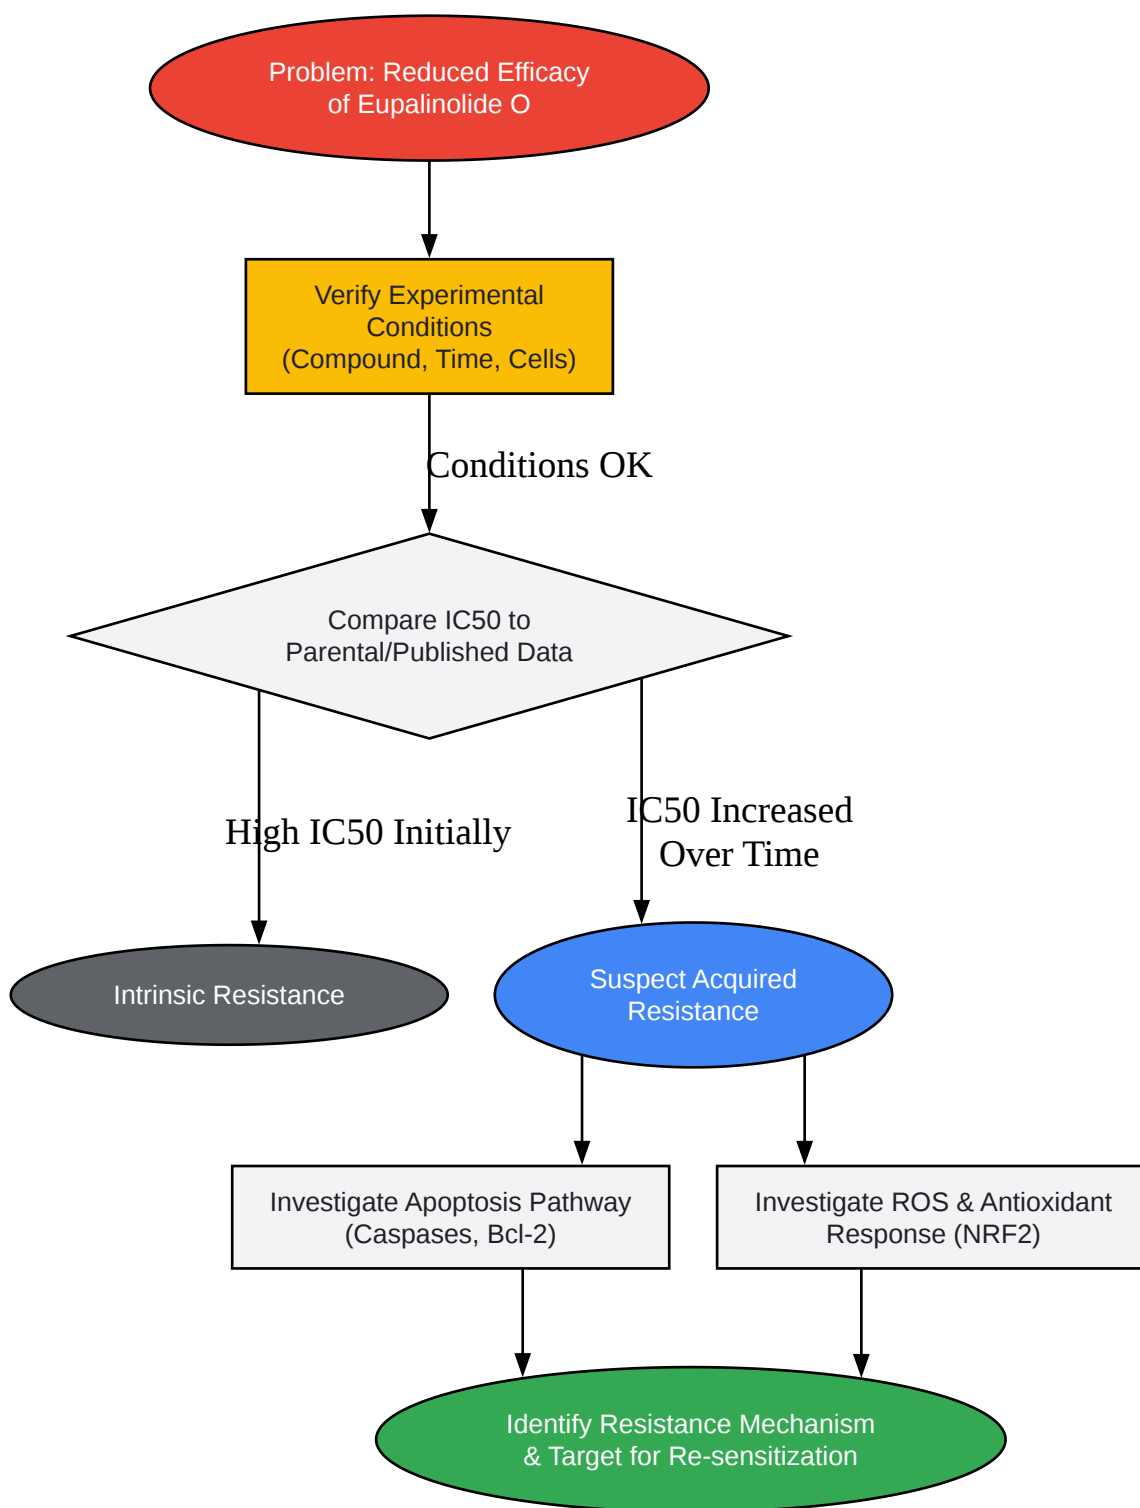 Problem: Reduced Efficacy
of Eupalinolide O
Verify Experimental
Conditions
(Compound, Time, Cells)
Conditions OK
Compare IC50 to
Parental/Published Data
High IC50 Initially
IC50 Increased
Over Time
Intrinsic Resistance
Suspect Acquired
Resistance
Investigate Apoptosis Pathway
(Caspases, Bcl-2)
Investigate ROS & Antioxidant
Response (NRF2)
Identify Resistance Mechanism
& Target for Re-sensitization